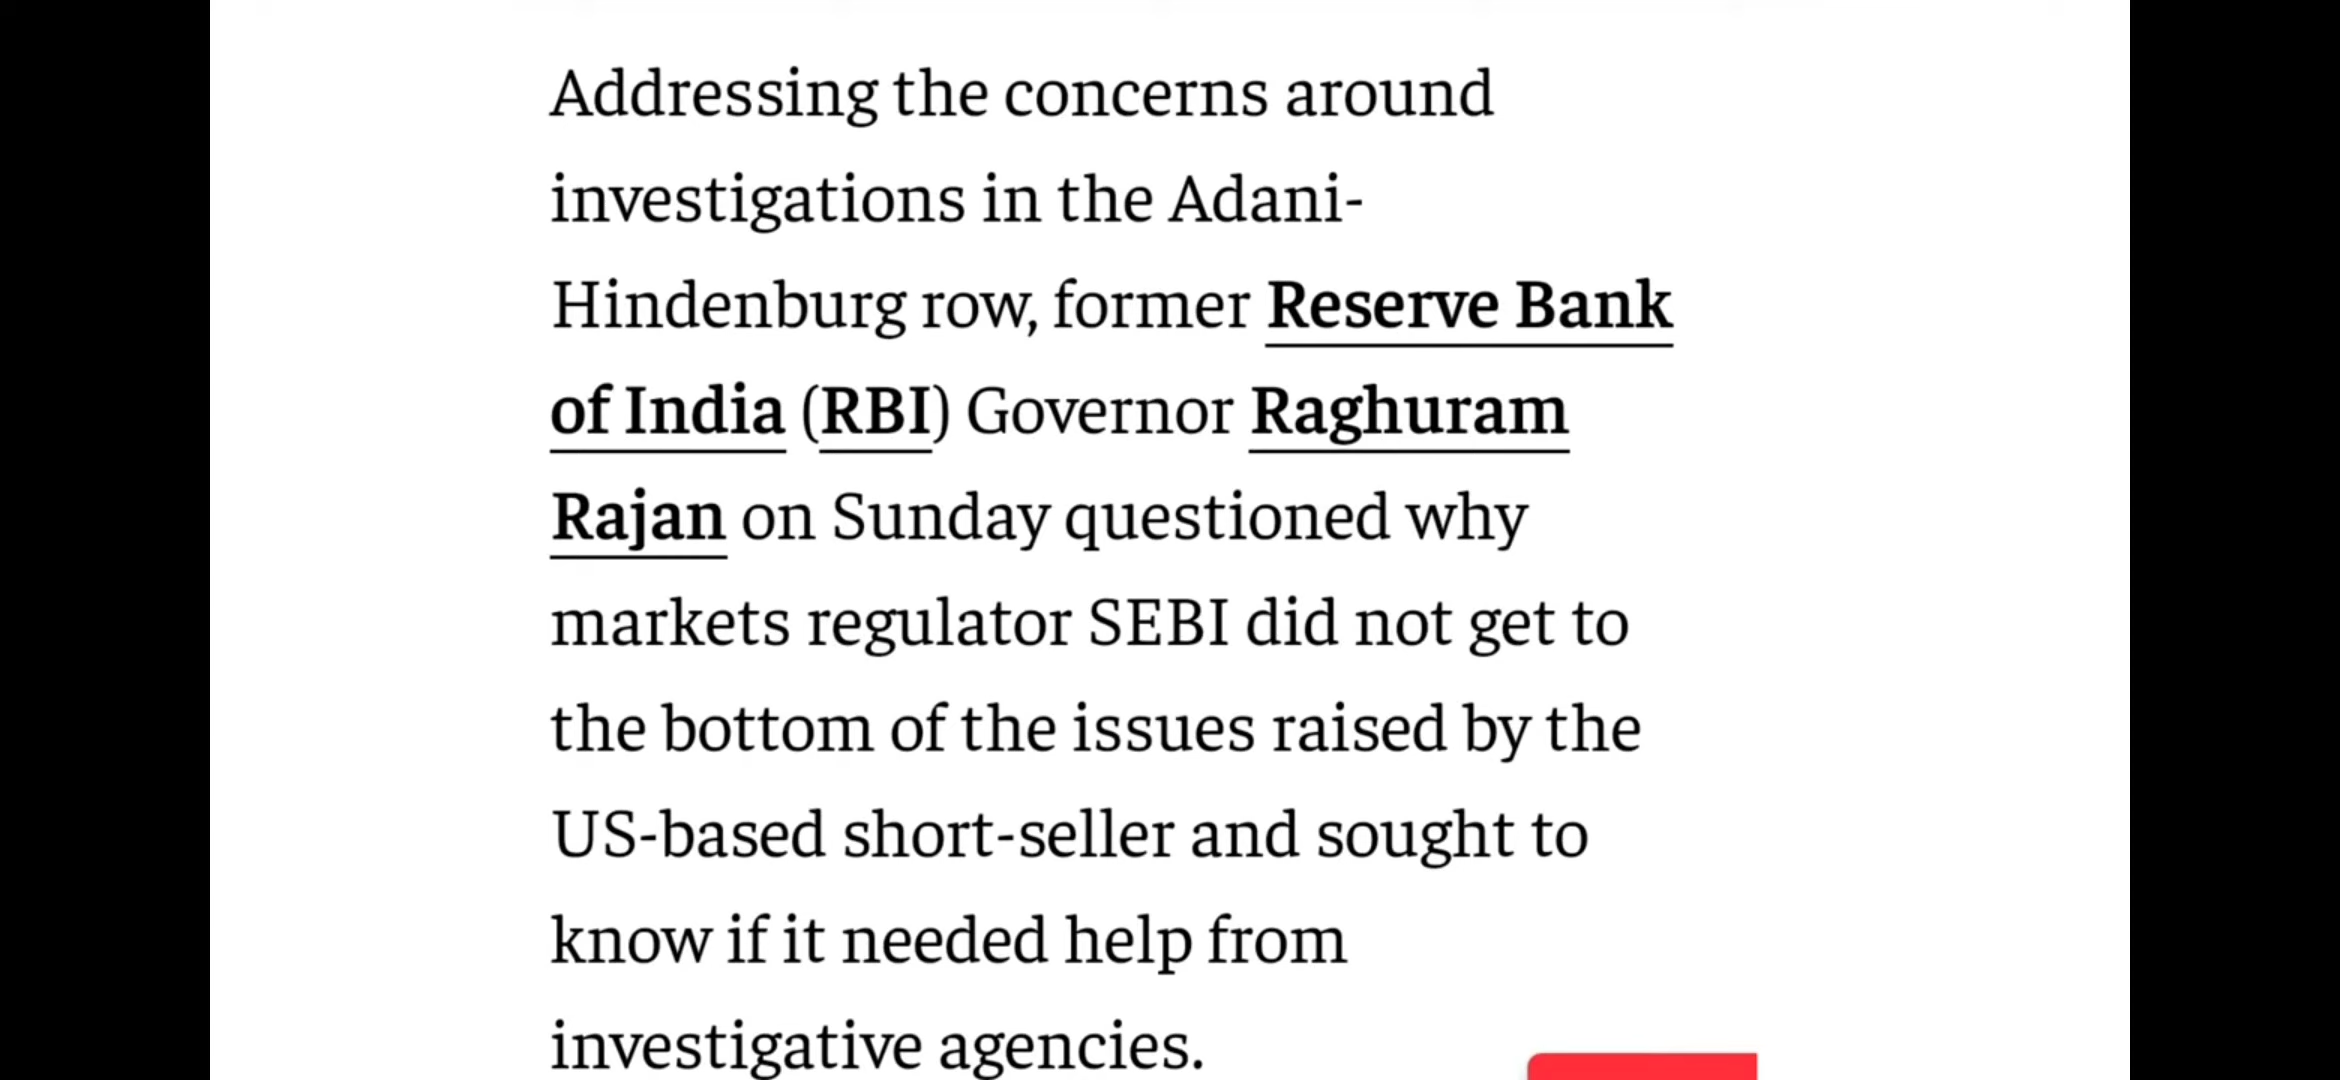 Addressing the concerns around
investigations in the Adani-
Hindenburg row, former Reserve Bank
of India (RBI) Governor Raghuram
Rajan on Sunday questioned why
markets regulator SEBI did not get to
the bottom of the issues raised by the
US-based short-seller and sought to
know if it needed help from
investigative agencies.